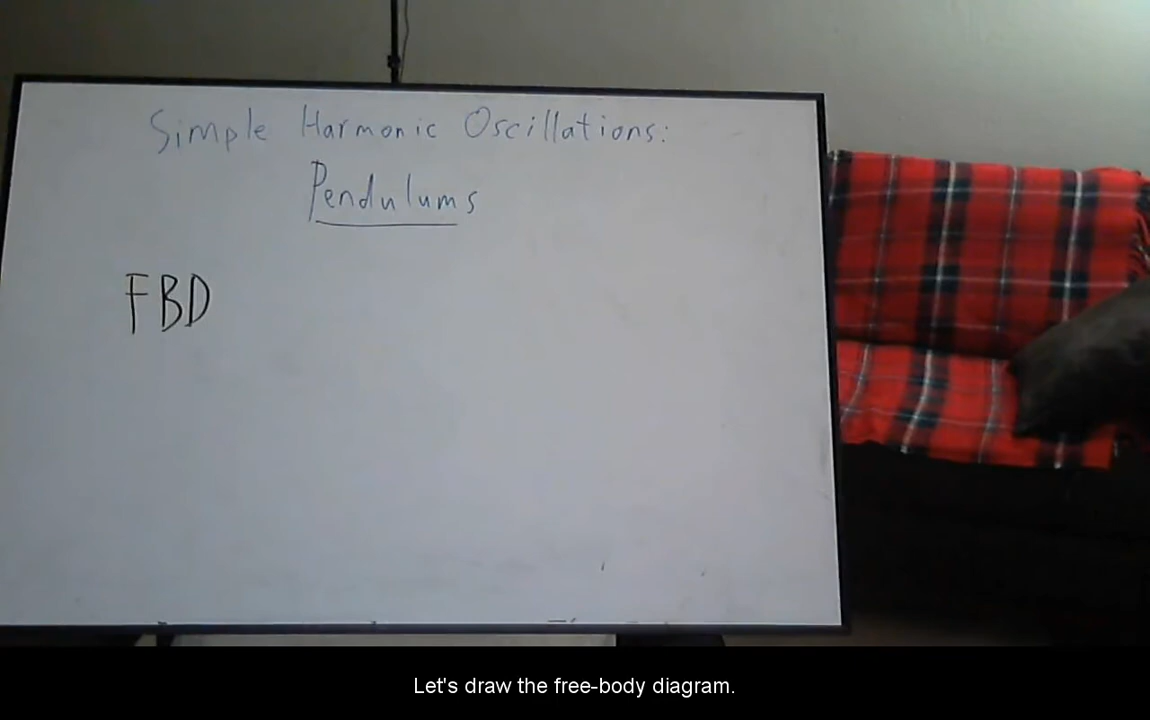 Simple Harmonic Oscillations:
Pendulums
FBD
Let's draw the free-body diagram.